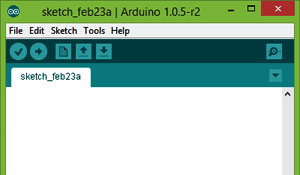 sketch_feb23a | Arduino 1.0.5-r2
File Edit Sketch Tools Help
sketch_feb23a